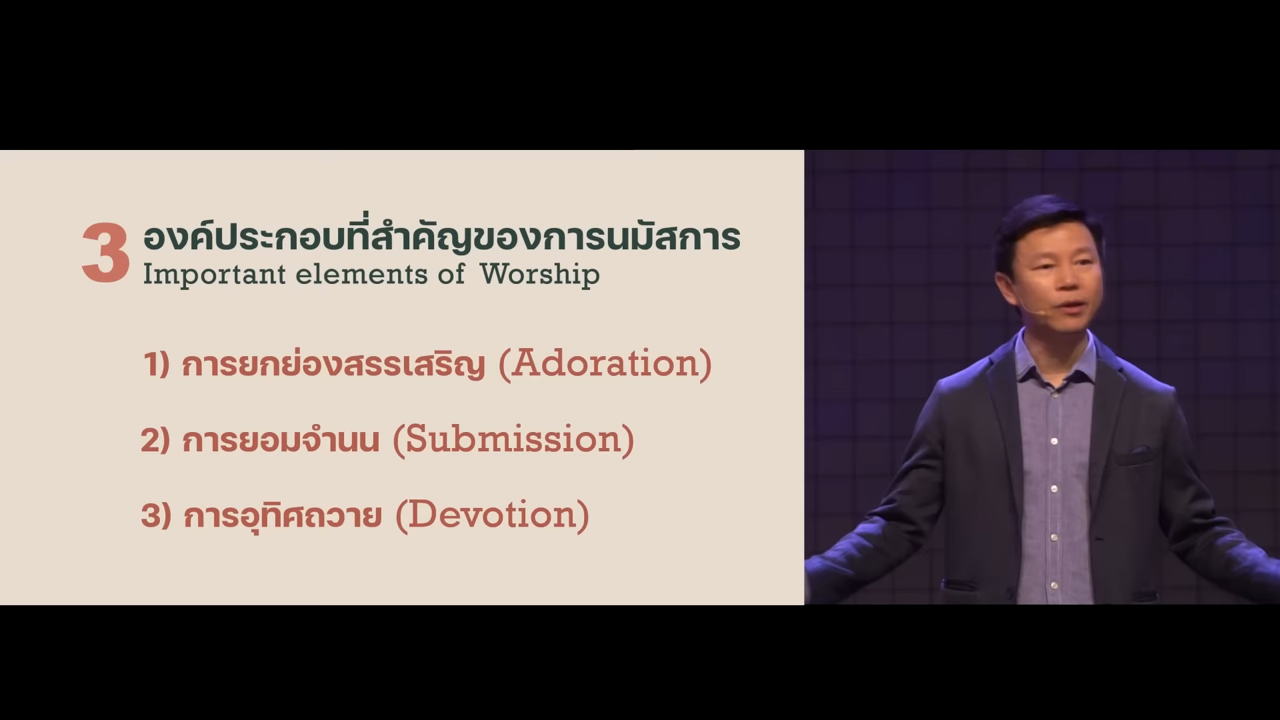 3 องค์ประกอบที่สำคัญของการนมัสการ
Important elements of Worship
1) การยกย่องสรรเสริญ (Adoration)
2) การยอมจำนน (Submission)
3) การอุทิศถวาย (Devotion)